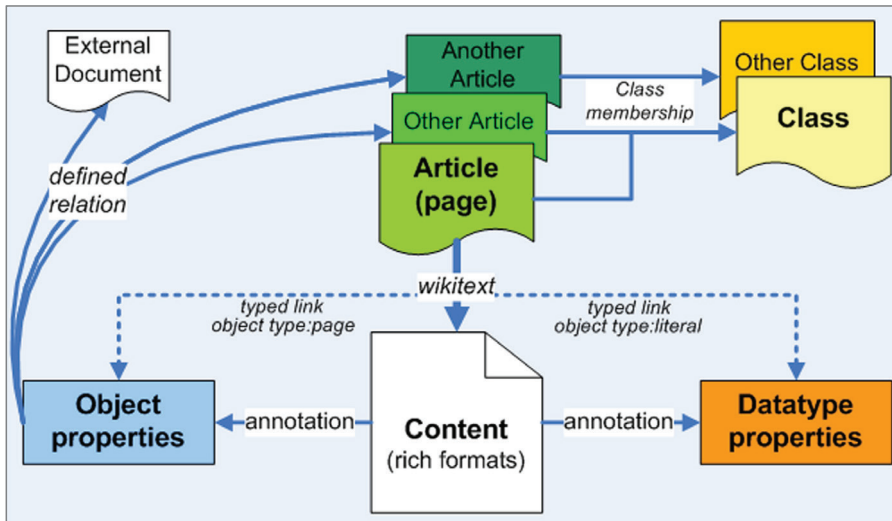 External
Document
Another
Article
Other Class
Class
membership
Other Article
Class
Article
(page)
defined
relation
wikitext
typed link
object type:page
typed link
object type:literal
Object
properties
annotation
Content
(rich formats)
annotation
Datatype
properties